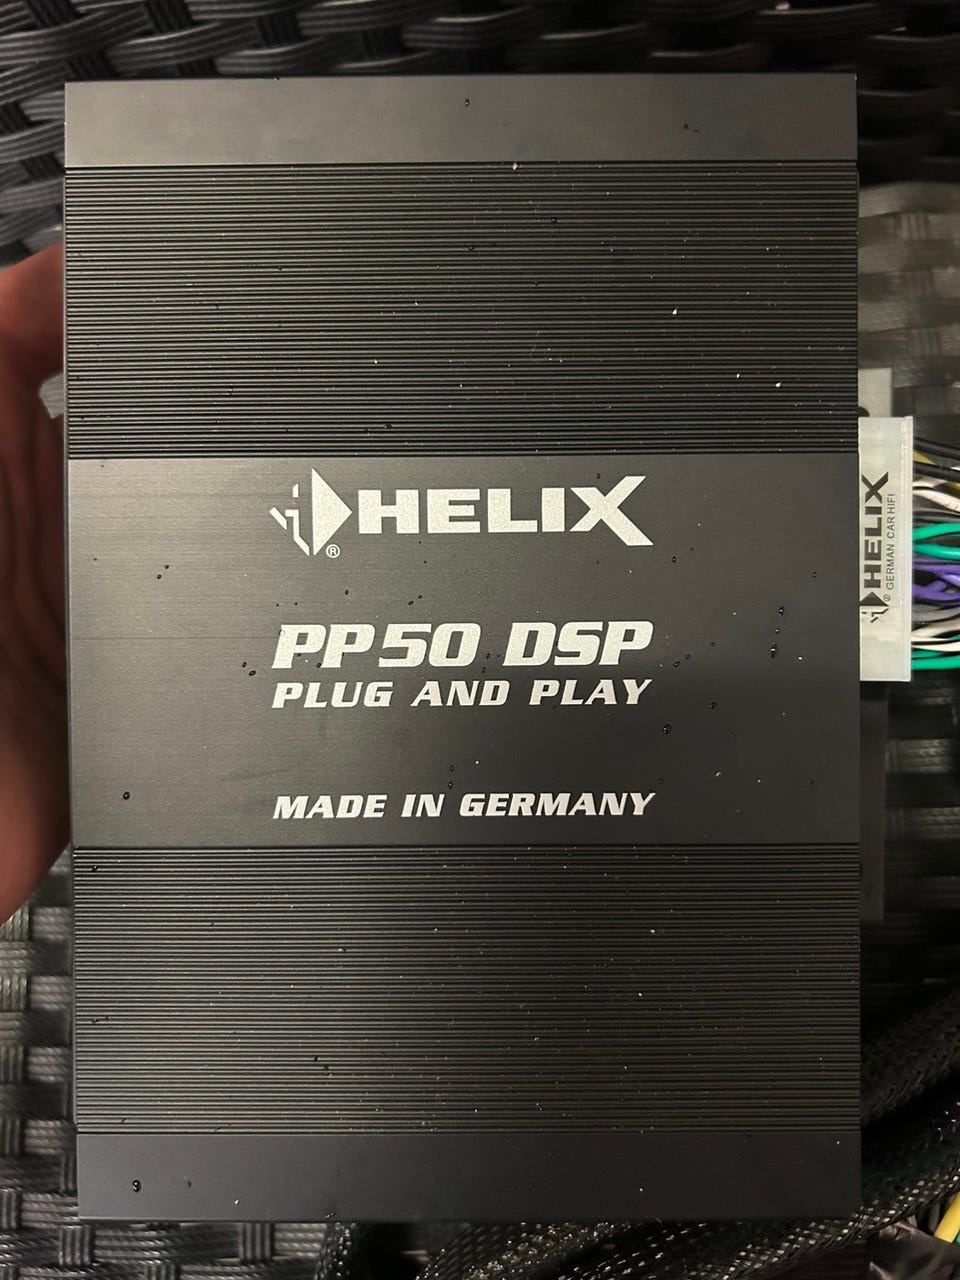 HELIX
®
PP50 DSP
PLUG AND PLAY
MADE IN GERMANY
HELIX
® GERMAN CAR HIFI